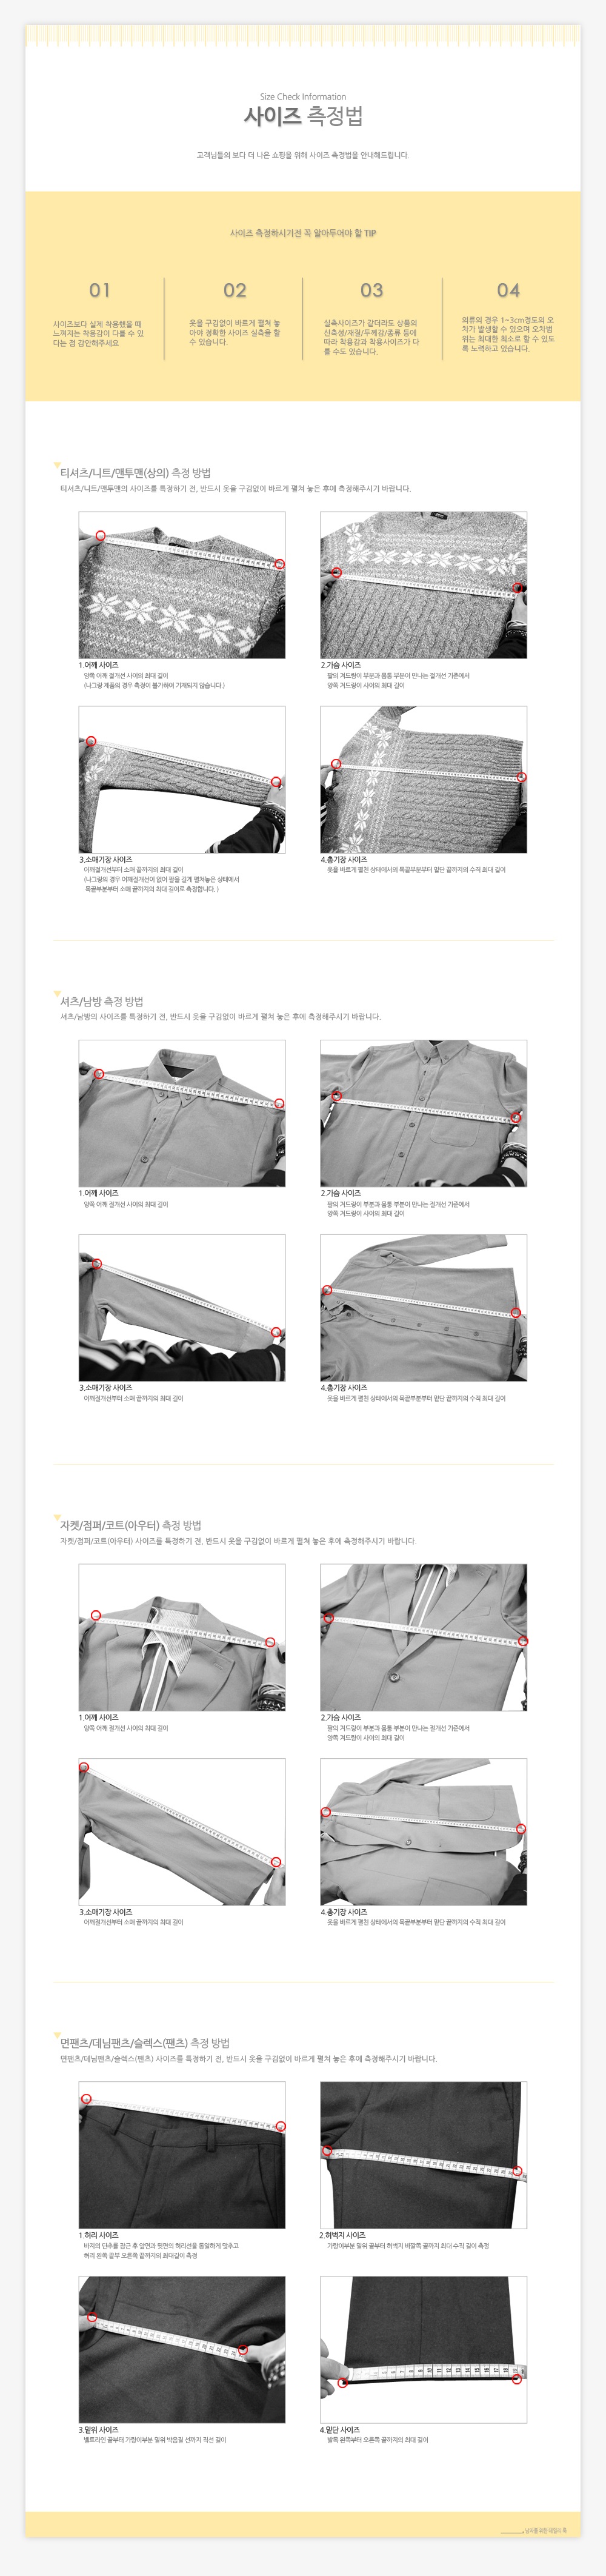 Size Check Information
사이즈 측정법
고객님들의 보다 더 나은 쇼핑을 위해 사이즈 측정법을 안내해드립니다.
사이즈 측정하시기전 꼭 알아두어야 할 TIP
01
사이즈보다 실제 착용했을 때
느껴지는 착용감이 다를 수 있
다는 점 감안해주세요
02
옷을 구김없이 바르게 펼쳐 놓
아야 정확한 사이즈 실측을 할
수 있습니다.
03
실측사이즈가 같더라도 상품의
신축성/재질/두께감/종류 등에
따라 착용감과 착용사이즈가 다
를 수도 있습니다.
04
의류의 경우 1~3cm정도의 오
차가 발생할 수 있으며 오차범
위는 최대한 최소로 할 수 있도
록 노력하고 있습니다.
티셔츠/니트/맨투맨(상의) 측정 방법
티셔츠/니트/맨투맨의 사이즈를 특정하기 전, 반드시 옷을 구김없이 바르게 펼쳐 놓은 후에 측정해주시기 바랍니다.
1.어깨 사이즈
양쪽 어깨 절개선 사이의 최대 길이
(나그랑 제품의 경우 측정이 불가하며 기재되지 않습니다.)
2.가슴 사이즈
팔의 겨드랑이 부분과 몸통 부분이 만나는 절개선 기준에서
양쪽 겨드랑이 사이의 최대 길이
3.소매기장 사이즈
어깨절개선부터 소매 끝까지의 최대 길이
(나그랑의 경우 어깨절개선이 없어 팔을 길게 펼쳐놓은 상태에서
목끝부분부터 소매 끝까지의 최대 길이로 측정합니다. )
4.총기장 사이즈
옷을 바르게 펼친 상태에서의 목끝부분부터 밑단 끝까지의 수직 최대 길이
셔츠/남방 측정 방법
셔츠/남방의 사이즈를 특정하기 전, 반드시 옷을 구김없이 바르게 펼쳐 놓은 후에 측정해주시기 바랍니다.
1.어깨 사이즈
양쪽 어깨 절개선 사이의 최대 길이
2.가슴 사이즈
팔의 겨드랑이 부분과 몸통 부분이 만나는 절개선 기준에서
양쪽 겨드랑이 사이의 최대 길이
3.소매기장 사이즈
어깨절개선부터 소매 끝까지의 최대 길이
4.총기장 사이즈
옷을 바르게 펼친 상태에서의 목끝부분부터 밑단 끝까지의 수직 최대 길이
자켓/점퍼/코트(아우터) 측정 방법
자켓/점퍼/코트(아우터) 사이즈를 특정하기 전, 반드시 옷을 구김없이 바르게 펼쳐 놓은 후에 측정해주시기 바랍니다.
1.어깨 사이즈
양쪽 어깨 절개선 사이의 최대 길이
2.가슴 사이즈
팔의 겨드랑이 부분과 몸통 부분이 만나는 절개선 기준에서
양쪽 겨드랑이 사이의 최대 길이
3.소매기장 사이즈
어깨절개선부터 소매 끝까지의 최대 길이
4.총기장 사이즈
옷을 바르게 펼친 상태에서의 목끝부분부터 밑단 끝까지의 수직 최대 길이
면팬츠/데님팬츠/슬렉스(팬츠) 측정 방법
면팬츠/데님팬츠/슬렉스(팬츠) 사이즈를 특정하기 전, 반드시 옷을 구김없이 바르게 펼쳐 놓은 후에 측정해주시기 바랍니다.
1.허리 사이즈
바지의 단추를 잠근 후 앞면과 뒷면의 허리선을 동일하게 맞추고
허리 왼쪽 끝부 오른쪽 끝까지의 최대길이 측정
2.허벅지 사이즈
가랑이부분 밑위 끝부터 허벅지 바깥쪽 끝까지 최대 수직 길이 측정
3.밑위 사이즈
벨트라인 끝부터 가랑이부분 밑위 박음질 선까지 직선 길이
4.밑단 사이즈
발목 왼쪽부터 오른쪽 끝까지의 최대 길이